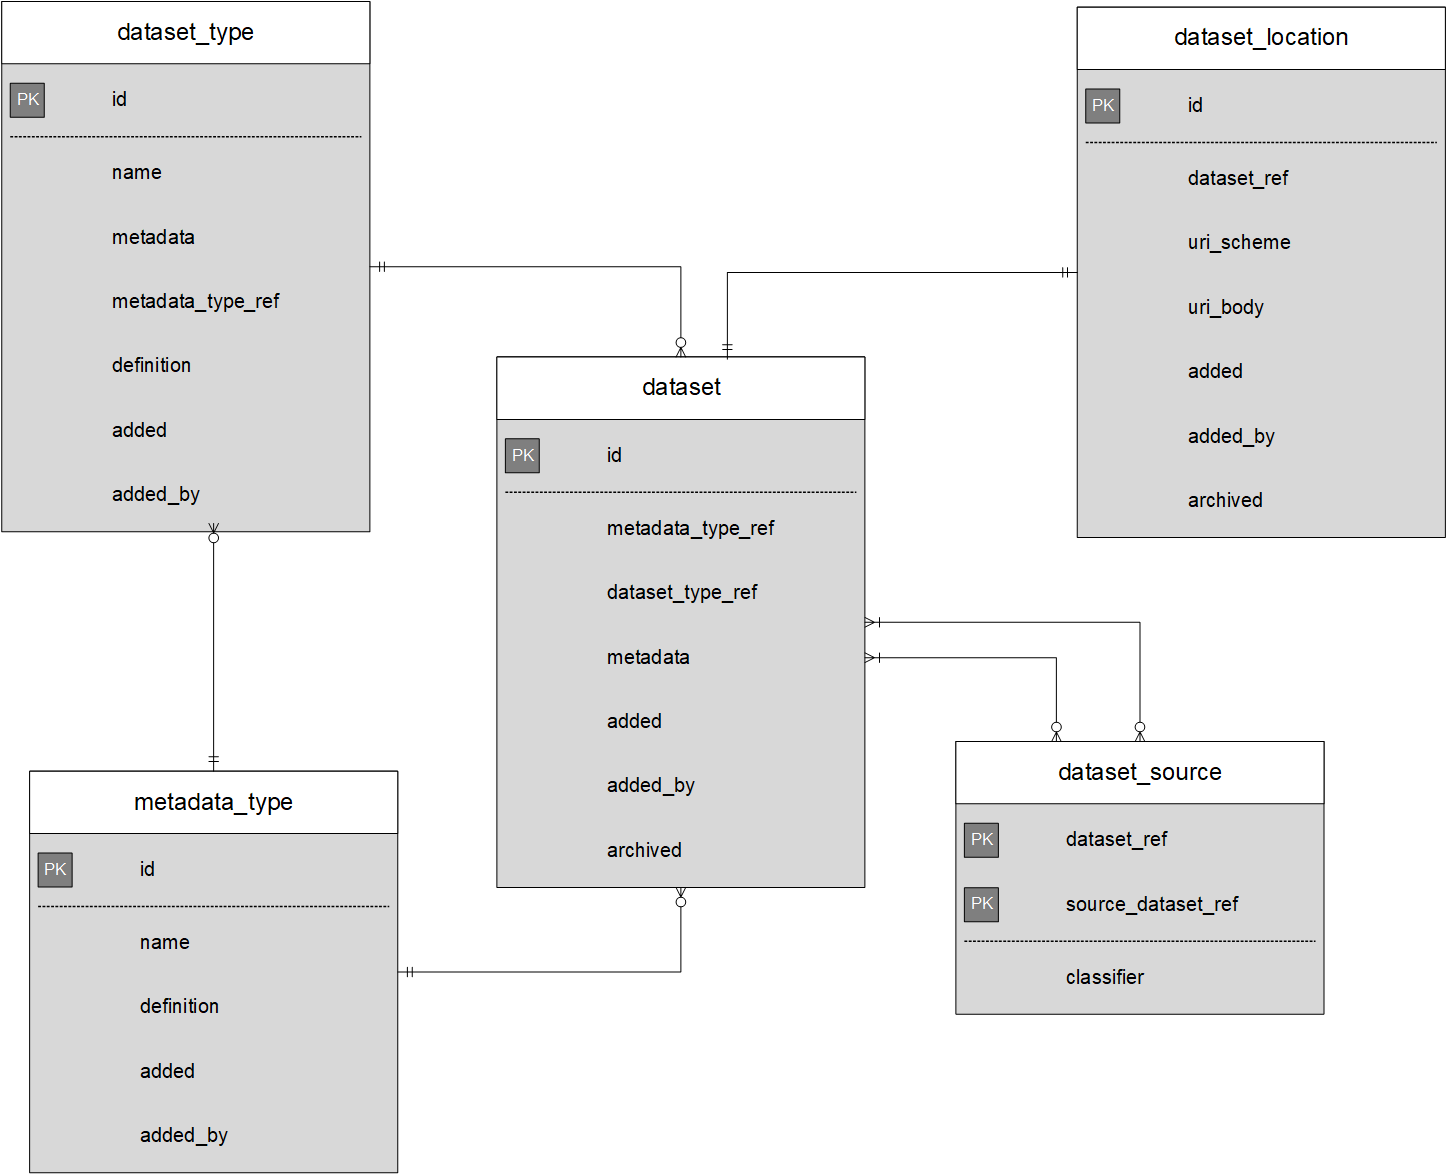 dataset_type
PK id
name
metadata
metadata_type_ref
definition
added
added_by
dataset_location
PK id
dataset_ref
uri_scheme
uri_body
added
added_by
archived
dataset
PK id
metadata_type_ref
dataset_type_ref
metadata
added
added_by
archived
metadata_type
PK id
name
definition
added
added_by
dataset_source
PK dataset_ref
PK source_dataset_ref
classifier